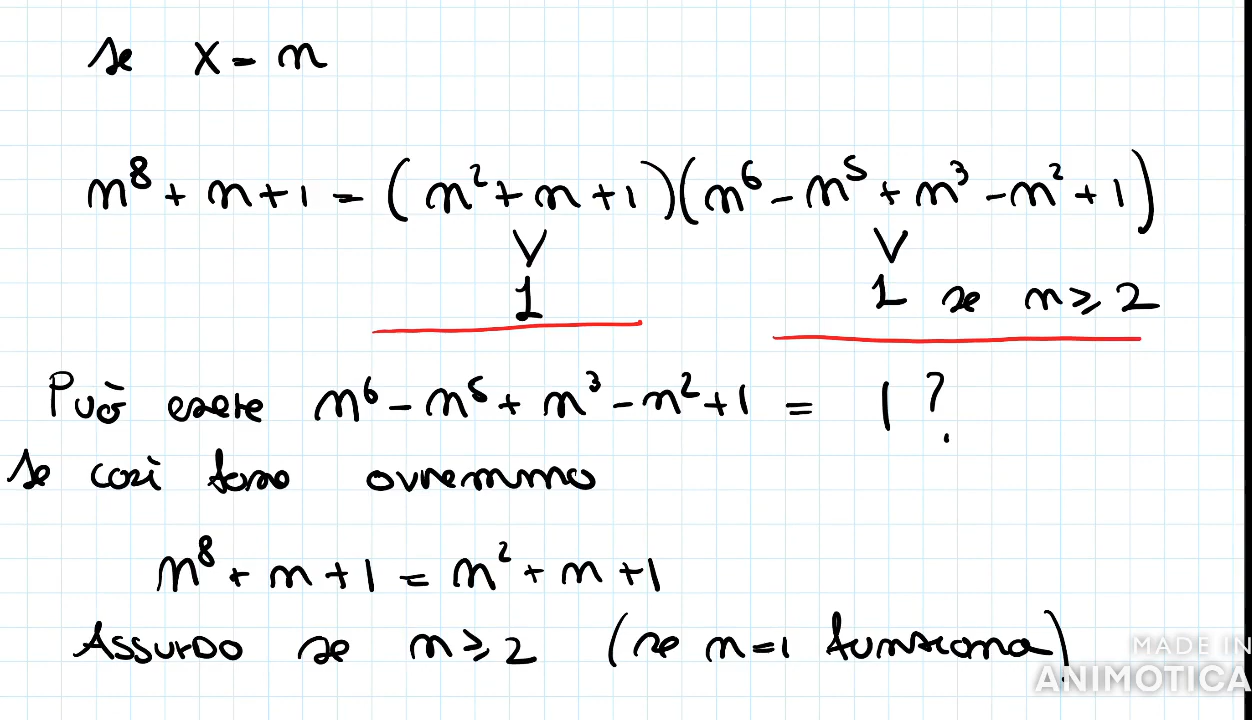 se x = n
n⁸ + n + 1 = (n² + n + 1)(n⁶ - n⁵ + n³ - n² + 1)
V V
1 1 se n ≥ 2
Può essere n⁶ - n⁵ + n³ - n² + 1 = 1 ?
se così fosse avremmo
n⁸ + n + 1 = n² + n + 1
Assurdo se n ≥ 2 (se n = 1 funziona)
MADE IN
ANIMOTICA